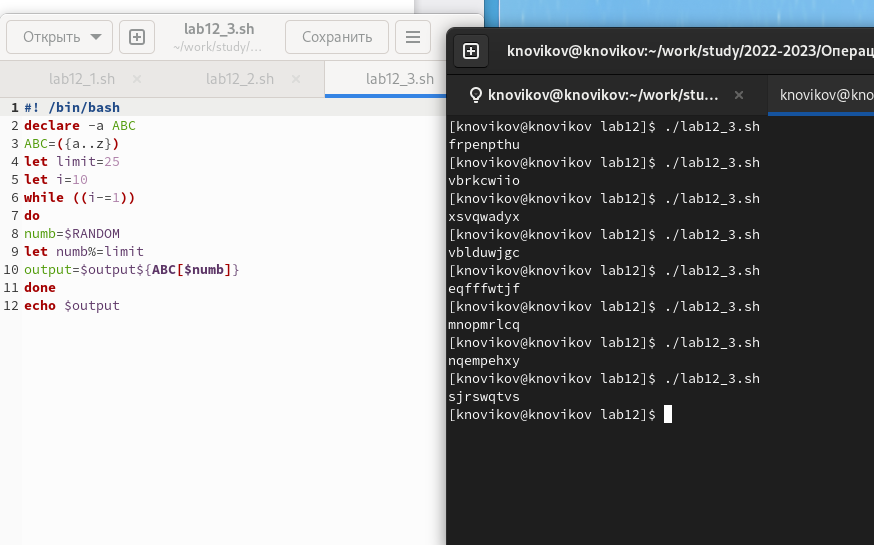 Открыть
lab12_3.sh
~/work/study/...
Сохранить
lab12_1.sh ×
lab12_2.sh ×
lab12_3.sh
1 #! /bin/bash
2 declare -a ABC
3 ABC=({a..z})
4 let limit=25
5 let i=10
6 while ((i-=1))
7 do
8 numb=$RANDOM
9 let numb%=limit
10 output=$output${ABC[$numb]}
11 done
12 echo $output
knovikov@knovikov:~/work/study/2022-2023/Операц
knovikov@knovikov:~/work/stu... ×
knovikov@kno
[knovikov@knovikov lab12]$ ./lab12_3.sh
frpenpthu
[knovikov@knovikov lab12]$ ./lab12_3.sh
vbrkcwiio
[knovikov@knovikov lab12]$ ./lab12_3.sh
xsvqwadyx
[knovikov@knovikov lab12]$ ./lab12_3.sh
vblduwjgc
[knovikov@knovikov lab12]$ ./lab12_3.sh
eqfffwtjf
[knovikov@knovikov lab12]$ ./lab12_3.sh
mnopmrlcq
[knovikov@knovikov lab12]$ ./lab12_3.sh
nqempehxy
[knovikov@knovikov lab12]$ ./lab12_3.sh
sjrswqtvs
[knovikov@knovikov lab12]$